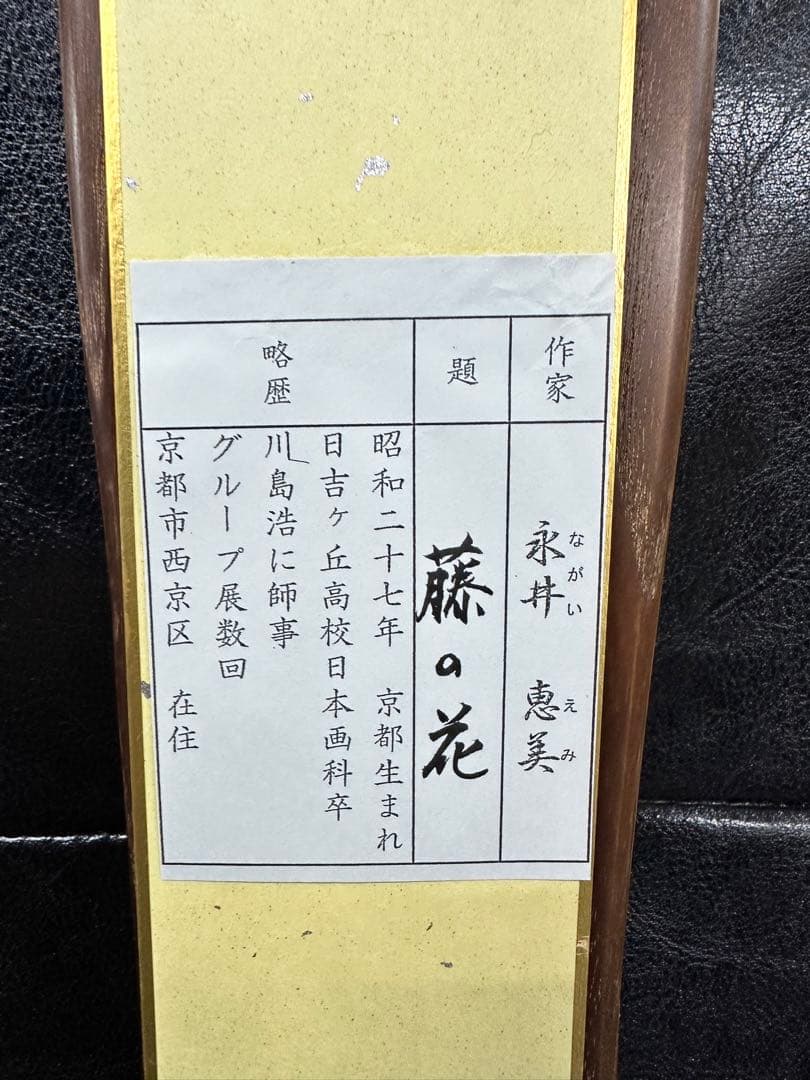 作家
永井 恵美
ながい えみ
題
藤の花
略歴
昭和二十七年 京都生まれ
日吉ヶ丘高校日本画科卒
川島浩に師事
グループ展数回
京都市西京区 在住